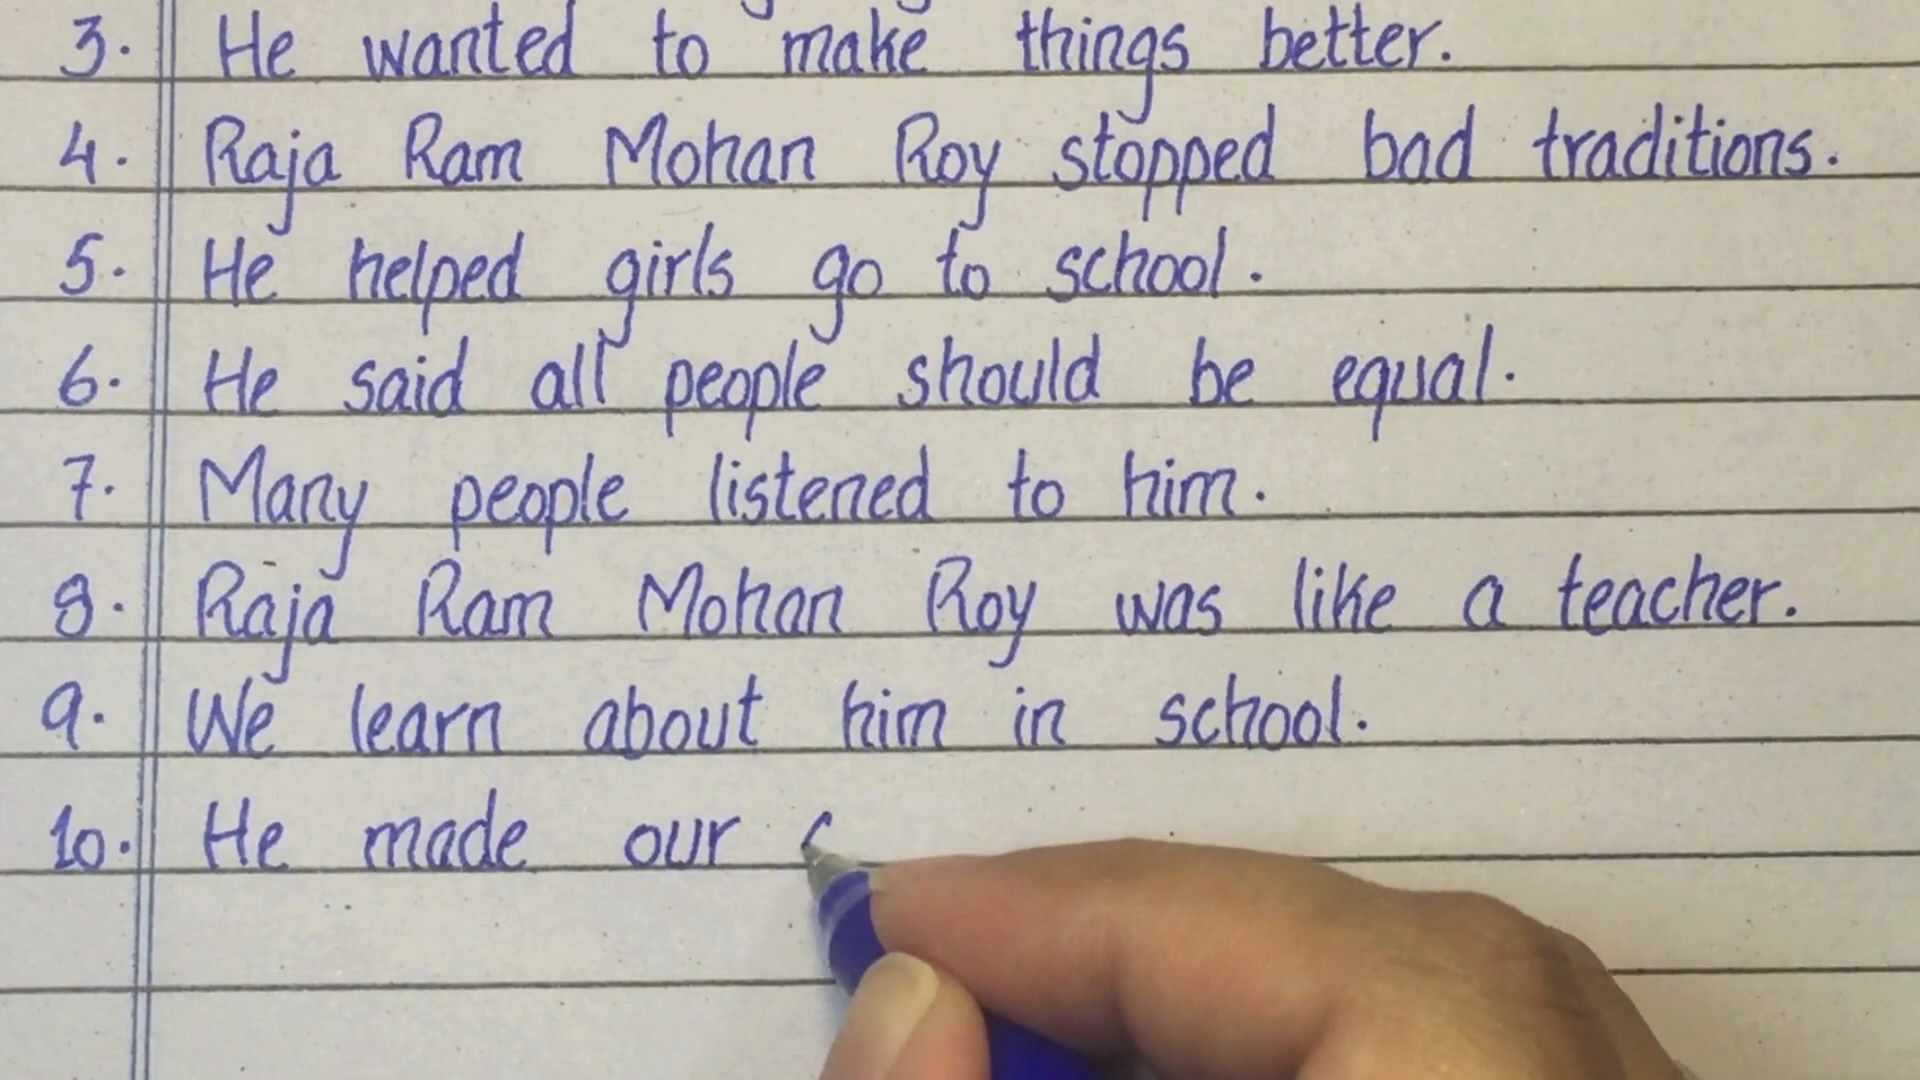 3. He wanted to make things better.
4. Raja Ram Mohan Roy stopped bad traditions.
5. He helped girls go to school.
6. He said all people should be equal.
7. Many people listened to him.
8. Raja Ram Mohan Roy was like a teacher.
9. We learn about him in school.
10. He made our